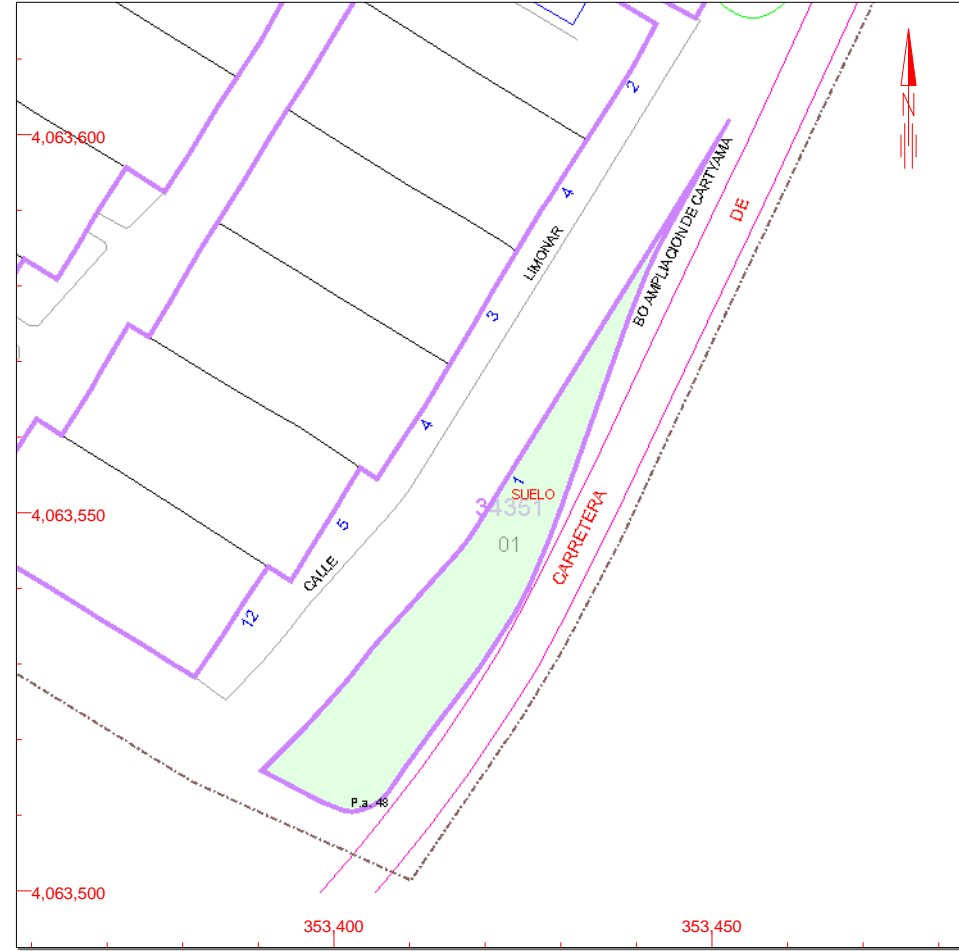 2
N
4,063,600
4
BO AMPLIACION DE CARTYAMA
DE
LIMONAR
3
4
1
SUELO
34351
4,063,550
5
01
CARRETERA
CALLE
12
P.a. 48
4,063,500
353,400
353,450